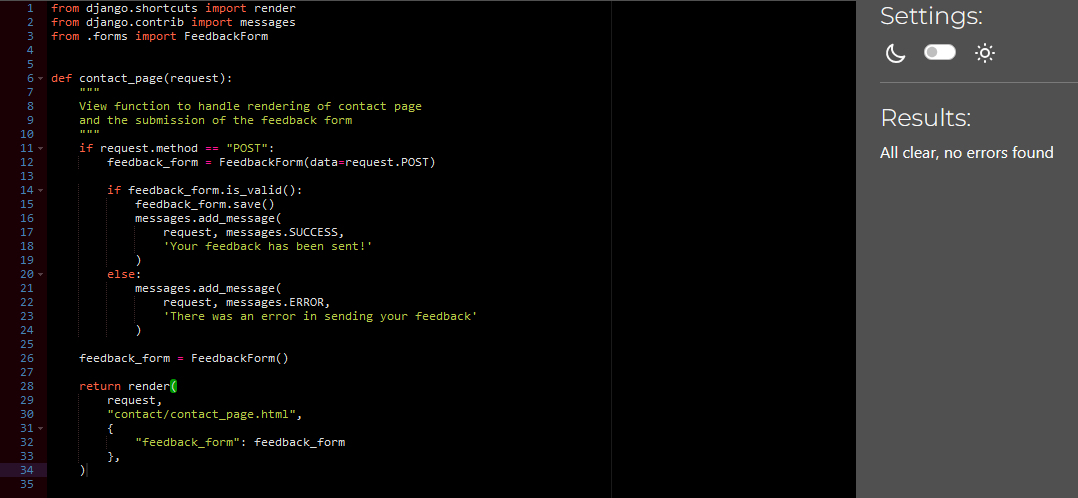 1 from django.shortcuts import render
2 from django.contrib import messages
3 from .forms import FeedbackForm
4
5
6 def contact_page(request):
7     """
8     View function to handle rendering of contact page
9     and the submission of the feedback form
10     """
11     if request.method == "POST":
12         feedback_form = FeedbackForm(data=request.POST)
13
14         if feedback_form.is_valid():
15             feedback_form.save()
16             messages.add_message(
17                 request, messages.SUCCESS,
18                 'Your feedback has been sent!'
19             )
20         else:
21             messages.add_message(
22                 request, messages.ERROR,
23                 'There was an error in sending your feedback'
24             )
25
26     feedback_form = FeedbackForm()
27
28     return render(
29         request,
30         "contact/contact_page.html",
31         {
32             "feedback_form": feedback_form
33         },
34     )
35
Settings:
Results:
All clear, no errors found